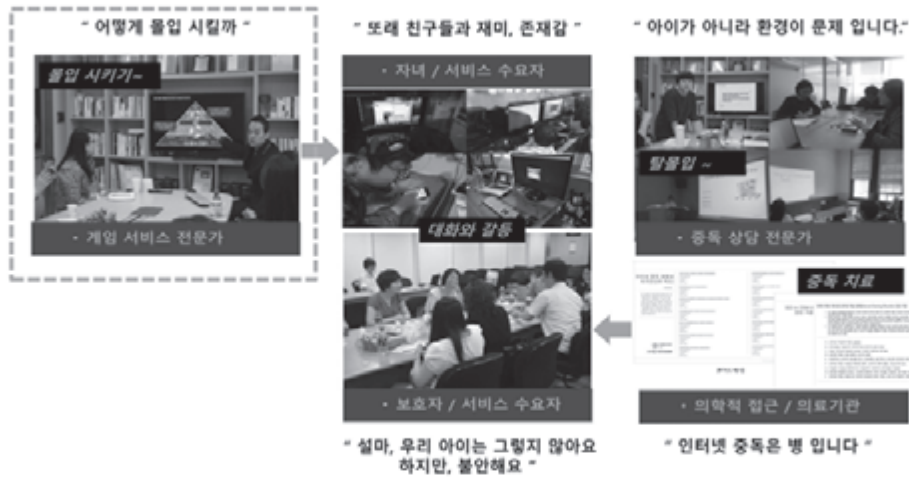 “ 어떻게 몰입 시킬까 ”
몰입 시키기~
• 게임 서비스 전문가
“ 또래 친구들과 재미, 존재감 ”
• 자녀 / 서비스 수요자
대화와 갈등
• 보호자 / 서비스 수요자
“ 설마, 우리 아이는 그렇지 않아요
하지만, 불안해요 ”
“ 아이가 아니라 환경이 문제 입니다.”
탈몰입 ~
• 중독 상담 전문가
중독 치료
• 의학적 접근 / 의료기관
“ 인터넷 중독은 병 입니다 ”